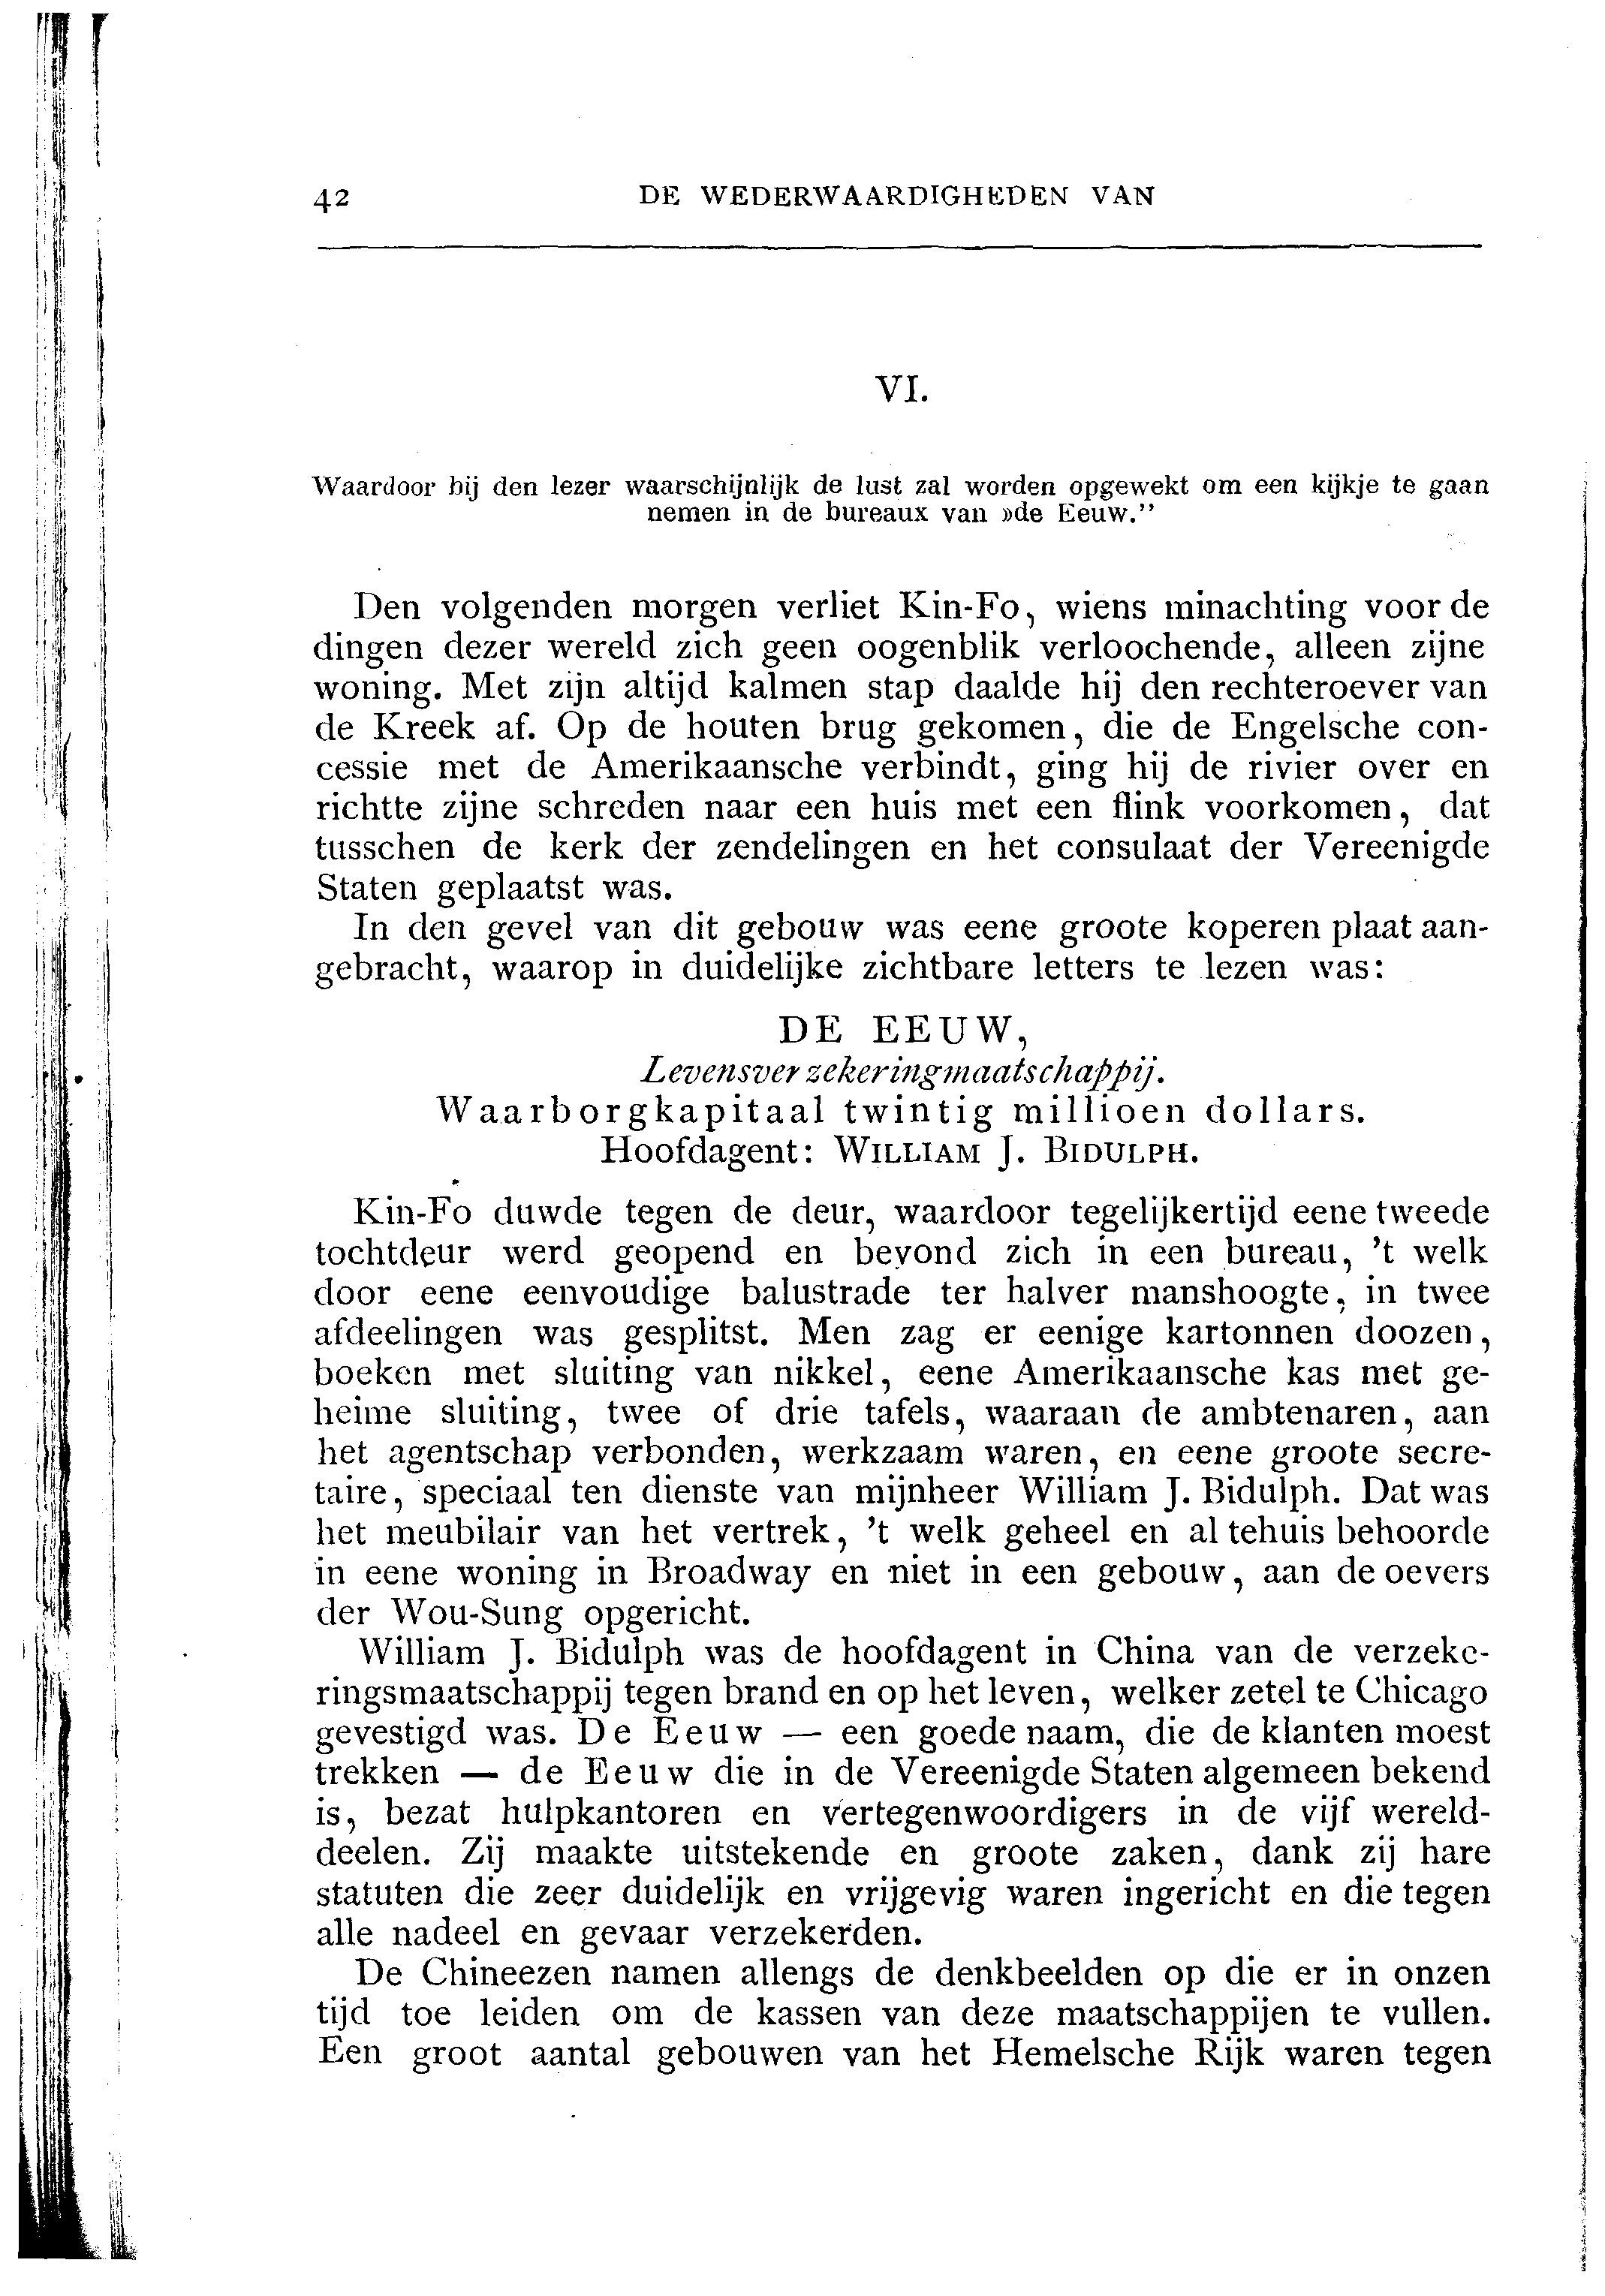 42 DE WEDERWAARDIGHEDEN VAN
VI.
Waardoor bij den lezer waarschijnlijk de lust zal worden opgewekt om een kijkje te gaan
nemen in de bureaux van »de Eeuw.”
Den volgenden morgen verliet Kin-Fo, wiens minachting voor de
dingen dezer wereld zich geen oogenblik verloochende, alleen zijne
woning. Met zijn altijd kalmen stap daalde hij den rechteroever van
de Kreek af. Op de houten brug gekomen, die de Engelsche con-
cessie met de Amerikaansche verbindt, ging hij de rivier over en
richtte zijne schreden naar een huis met een flink voorkomen, dat
tusschen de kerk der zendelingen en het consulaat der Vereenigde
Staten geplaatst was.
In den gevel van dit gebouw was eene groote koperen plaat aan-
gebracht, waarop in duidelijke zichtbare letters te lezen was:
DE EEUW,
Levensverzekeringmaatschappij.
Waarborgkapitaal twintig millioen dollars.
Hoofdagent: WILLIAM J. BIDULPH.
Kin-Fo duwde tegen de deur, waardoor tegelijkertijd eene tweede
tochtdeur werd geopend en bevond zich in een bureau, ’t welk
door eene eenvoudige balustrade ter halver manshoogte, in twee
afdeelingen was gesplitst. Men zag er eenige kartonnen doozen,
boeken met sluiting van nikkel, eene Amerikaansche kas met ge-
heime sluiting, twee of drie tafels, waaraan de ambtenaren, aan
het agentschap verbonden, werkzaam waren, en eene groote secre-
taire, speciaal ten dienste van mijnheer William J. Bidulph. Dat was
het meubilair van het vertrek, ’t welk geheel en al tehuis behoorde
in eene woning in Broadway en niet in een gebouw, aan de oevers
der Wou-Sung opgericht.
William J. Bidulph was de hoofdagent in China van de verzeke-
ringsmaatschappij tegen brand en op het leven, welker zetel te Chicago
gevestigd was. De Eeuw — een goede naam, die de klanten moest
trekken — de Eeuw die in de Vereenigde Staten algemeen bekend
is, bezat hulpkantoren en vertegenwoordigers in de vijf wereld-
deelen. Zij maakte uitstekende en groote zaken, dank zij hare
statuten die zeer duidelijk en vrijgevig waren ingericht en die tegen
alle nadeel en gevaar verzekerden.
De Chineezen namen allengs de denkbeelden op die er in onzen
tijd toe leiden om de kassen van deze maatschappijen te vullen.
Een groot aantal gebouwen van het Hemelsche Rijk waren tegen